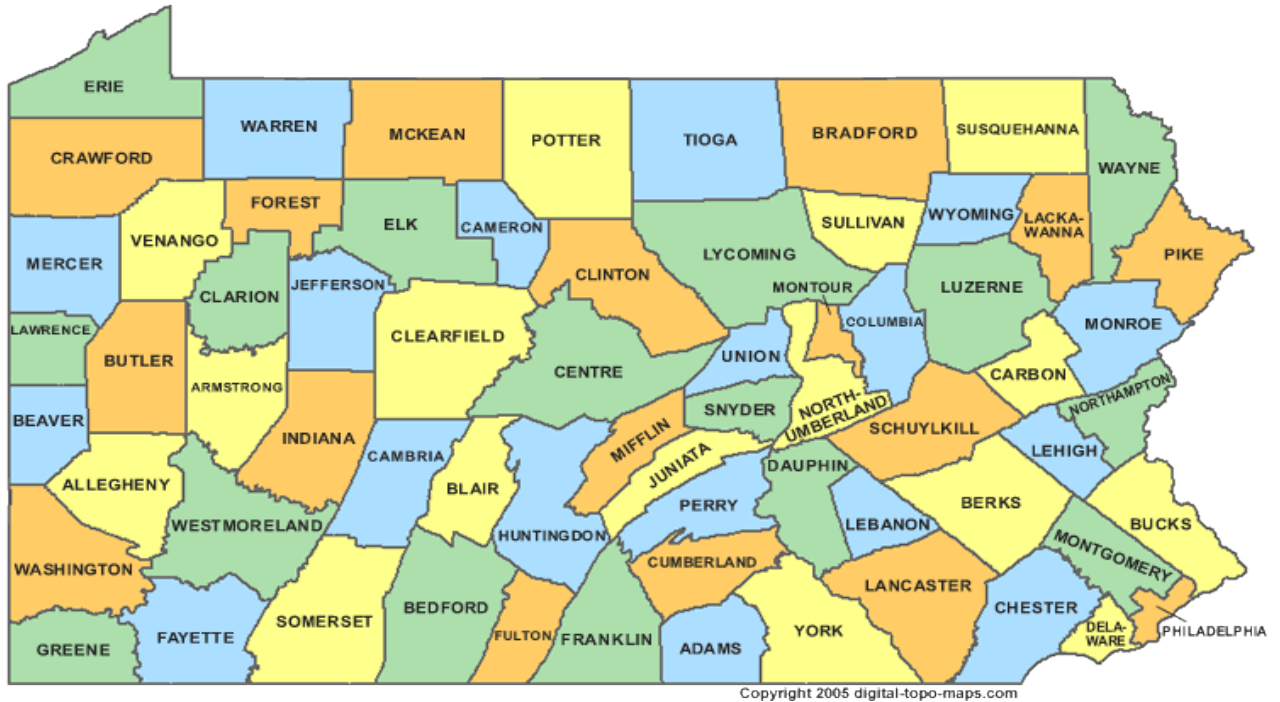 ERIE
WARREN
MCKEAN
POTTER
TIOGA
BRADFORD
SUSQUEHANNA
WAYNE
CRAWFORD
FOREST
ELK
CAMERON
SULLIVAN
WYOMING
LACKA-
WANNA
VENANGO
MERCER
CLARION
JEFFERSON
CLINTON
LYCOMING
MONTOUR
COLUMBIA
LUZERNE
PIKE
MONROE
LAWRENCE
BUTLER
ARMSTRONG
CLEARFIELD
CENTRE
UNION
CARBON
NORTHAMPTON
BEAVER
INDIANA
CAMBRIA
BLAIR
MIFFLIN
SNYDER
NORTH-
UMBERLAND
SCHUYLKILL
LEHIGH
ALLEGHENY
JUNIATA
PERRY
DAUPHIN
LEBANON
BERKS
BUCKS
WESTMORELAND
HUNTINGDON
MONTGOMERY
WASHINGTON
CUMBERLAND
LANCASTER
BEDFORD
CHESTER
GREENE
FAYETTE
SOMERSET
FULTON
FRANKLIN
ADAMS
YORK
DELA-
WARE
PHILADELPHIA
Copyright 2005 digital-topo-maps.com